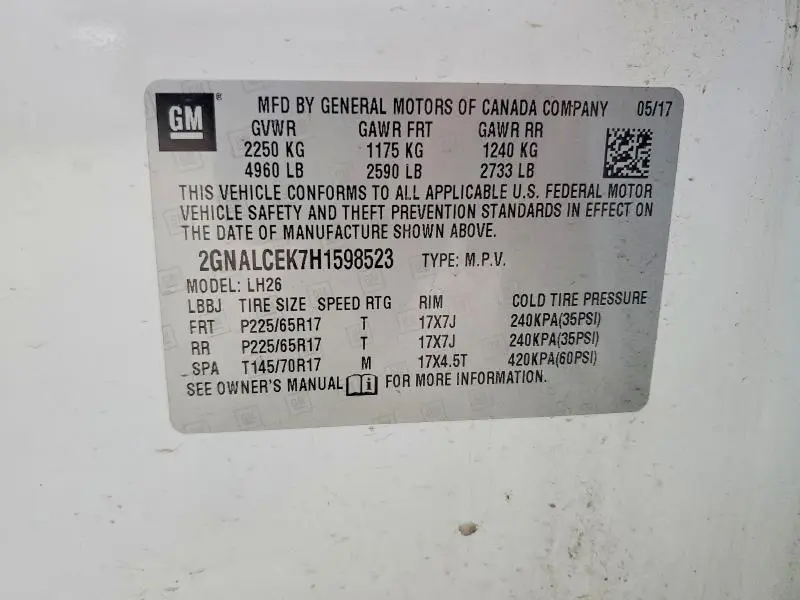 GM® MFD BY GENERAL MOTORS OF CANADA COMPANY 05/17
GVWR GAWR FRT GAWR RR
2250 KG 1175 KG 1240 KG
4960 LB 2590 LB 2733 LB
THIS VEHICLE CONFORMS TO ALL APPLICABLE U.S. FEDERAL MOTOR
VEHICLE SAFETY AND THEFT PREVENTION STANDARDS IN EFFECT ON
THE DATE OF MANUFACTURE SHOWN ABOVE.
2GNALCEK7H1598523 TYPE: M.P.V.
MODEL: LH26
LBBJ TIRE SIZE SPEED RTG RIM COLD TIRE PRESSURE
FRT P225/65R17 T 17X7J 240KPA(35PSI)
RR P225/65R17 T 17X7J 240KPA(35PSI)
SPA T145/70R17 M 17X4.5T 420KPA(60PSI)
SEE OWNER'S MANUAL i FOR MORE INFORMATION.